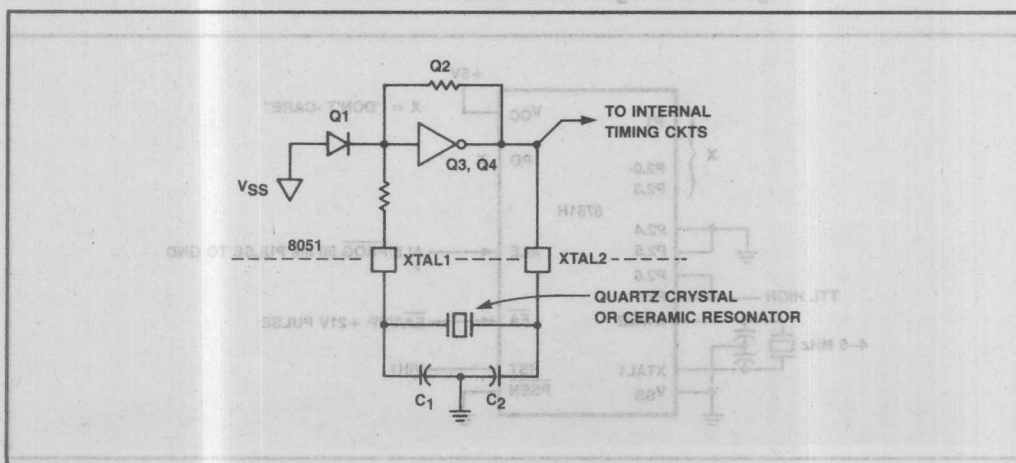 Q2
Q1
TO INTERNAL
TIMING CKTS
Q3, Q4
VSS
8051
XTAL1
XTAL2
QUARTZ CRYSTAL
OR CERAMIC RESONATOR
C1
C2